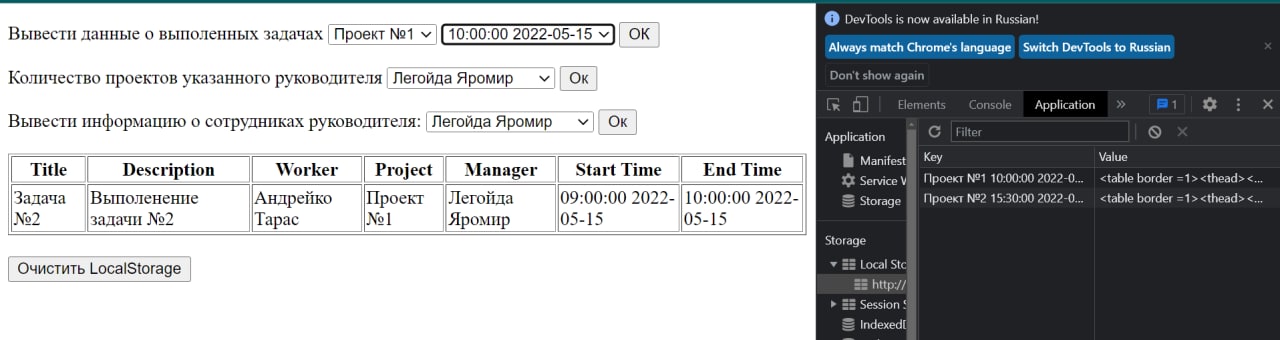 Вывести данные о выполенных задачах Проект №1 10:00:00 2022-05-15 ОК
Количество проектов указанного руководителя Легойда Яромир Ок
Вывести информацию о сотрудниках руководителя: Легойда Яромир Ок
Title Description Worker Project Manager Start Time End Time
Задача Выполенение Андрейко Проект Легойда 09:00:00 2022- 10:00:00 2022-
№2 задачи №2 Тарас №1 Яромир 05-15 05-15
Очистить LocalStorage
DevTools is now available in Russian!
Always match Chrome's language Switch DevTools to Russian
Don't show again
Elements Console Application » 1
Application
Manifest
Service W
Storage
Storage
Local Stc
http://
Session S
IndexedD
Filter
Key Value
Проект №1 10:00:00 2022-0... <table border =1><thead><...
Проект №2 15:30:00 2022-0... <table border =1><thead><...